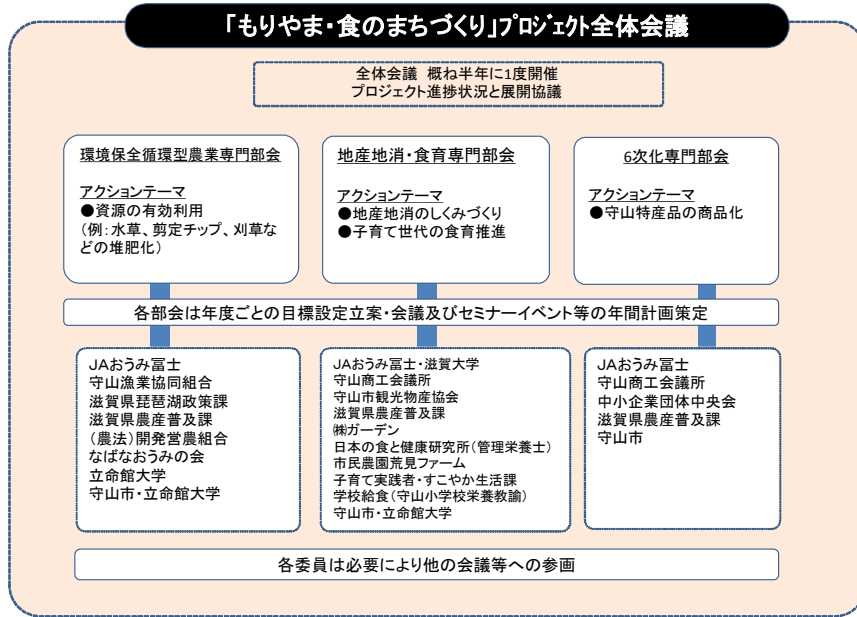 「もりやま・食のまちづくり」ﾌﾟﾛｼﾞｪｸﾄ全体会議
全体会議 概ね半年に1度開催
プロジェクト進捗状況と展開協議
環境保全循環型農業専門部会
アクションテーマ
●資源の有効利用
(例：水草、剪定チップ、刈草な
どの堆肥化)
地産地消・食育専門部会
アクションテーマ
●地産地消のしくみづくり
●子育て世代の食育推進
6次化専門部会
アクションテーマ
●守山特産品の商品化
各部会は年度ごとの目標設定立案・会議及びセミナーイベント等の年間計画策定
JAおうみ冨士
守山漁業協同組合
滋賀県琵琶湖政策課
滋賀県農産普及課
(農法)開発営農組合
なばなおうみの会
立命館大学
守山市・立命館大学
JAおうみ冨士・滋賀大学
守山商工会議所
守山市観光物産協会
滋賀県農産普及課
㈱ガーデン
日本の食と健康研究所(管理栄養士)
市民農園荒見ファーム
子育て実践者・すこやか生活課
学校給食(守山小学校栄養教諭)
守山市・立命館大学
JAおうみ冨士
守山商工会議所
中小企業団体中央会
滋賀県農産普及課
守山市
各委員は必要により他の会議等への参画